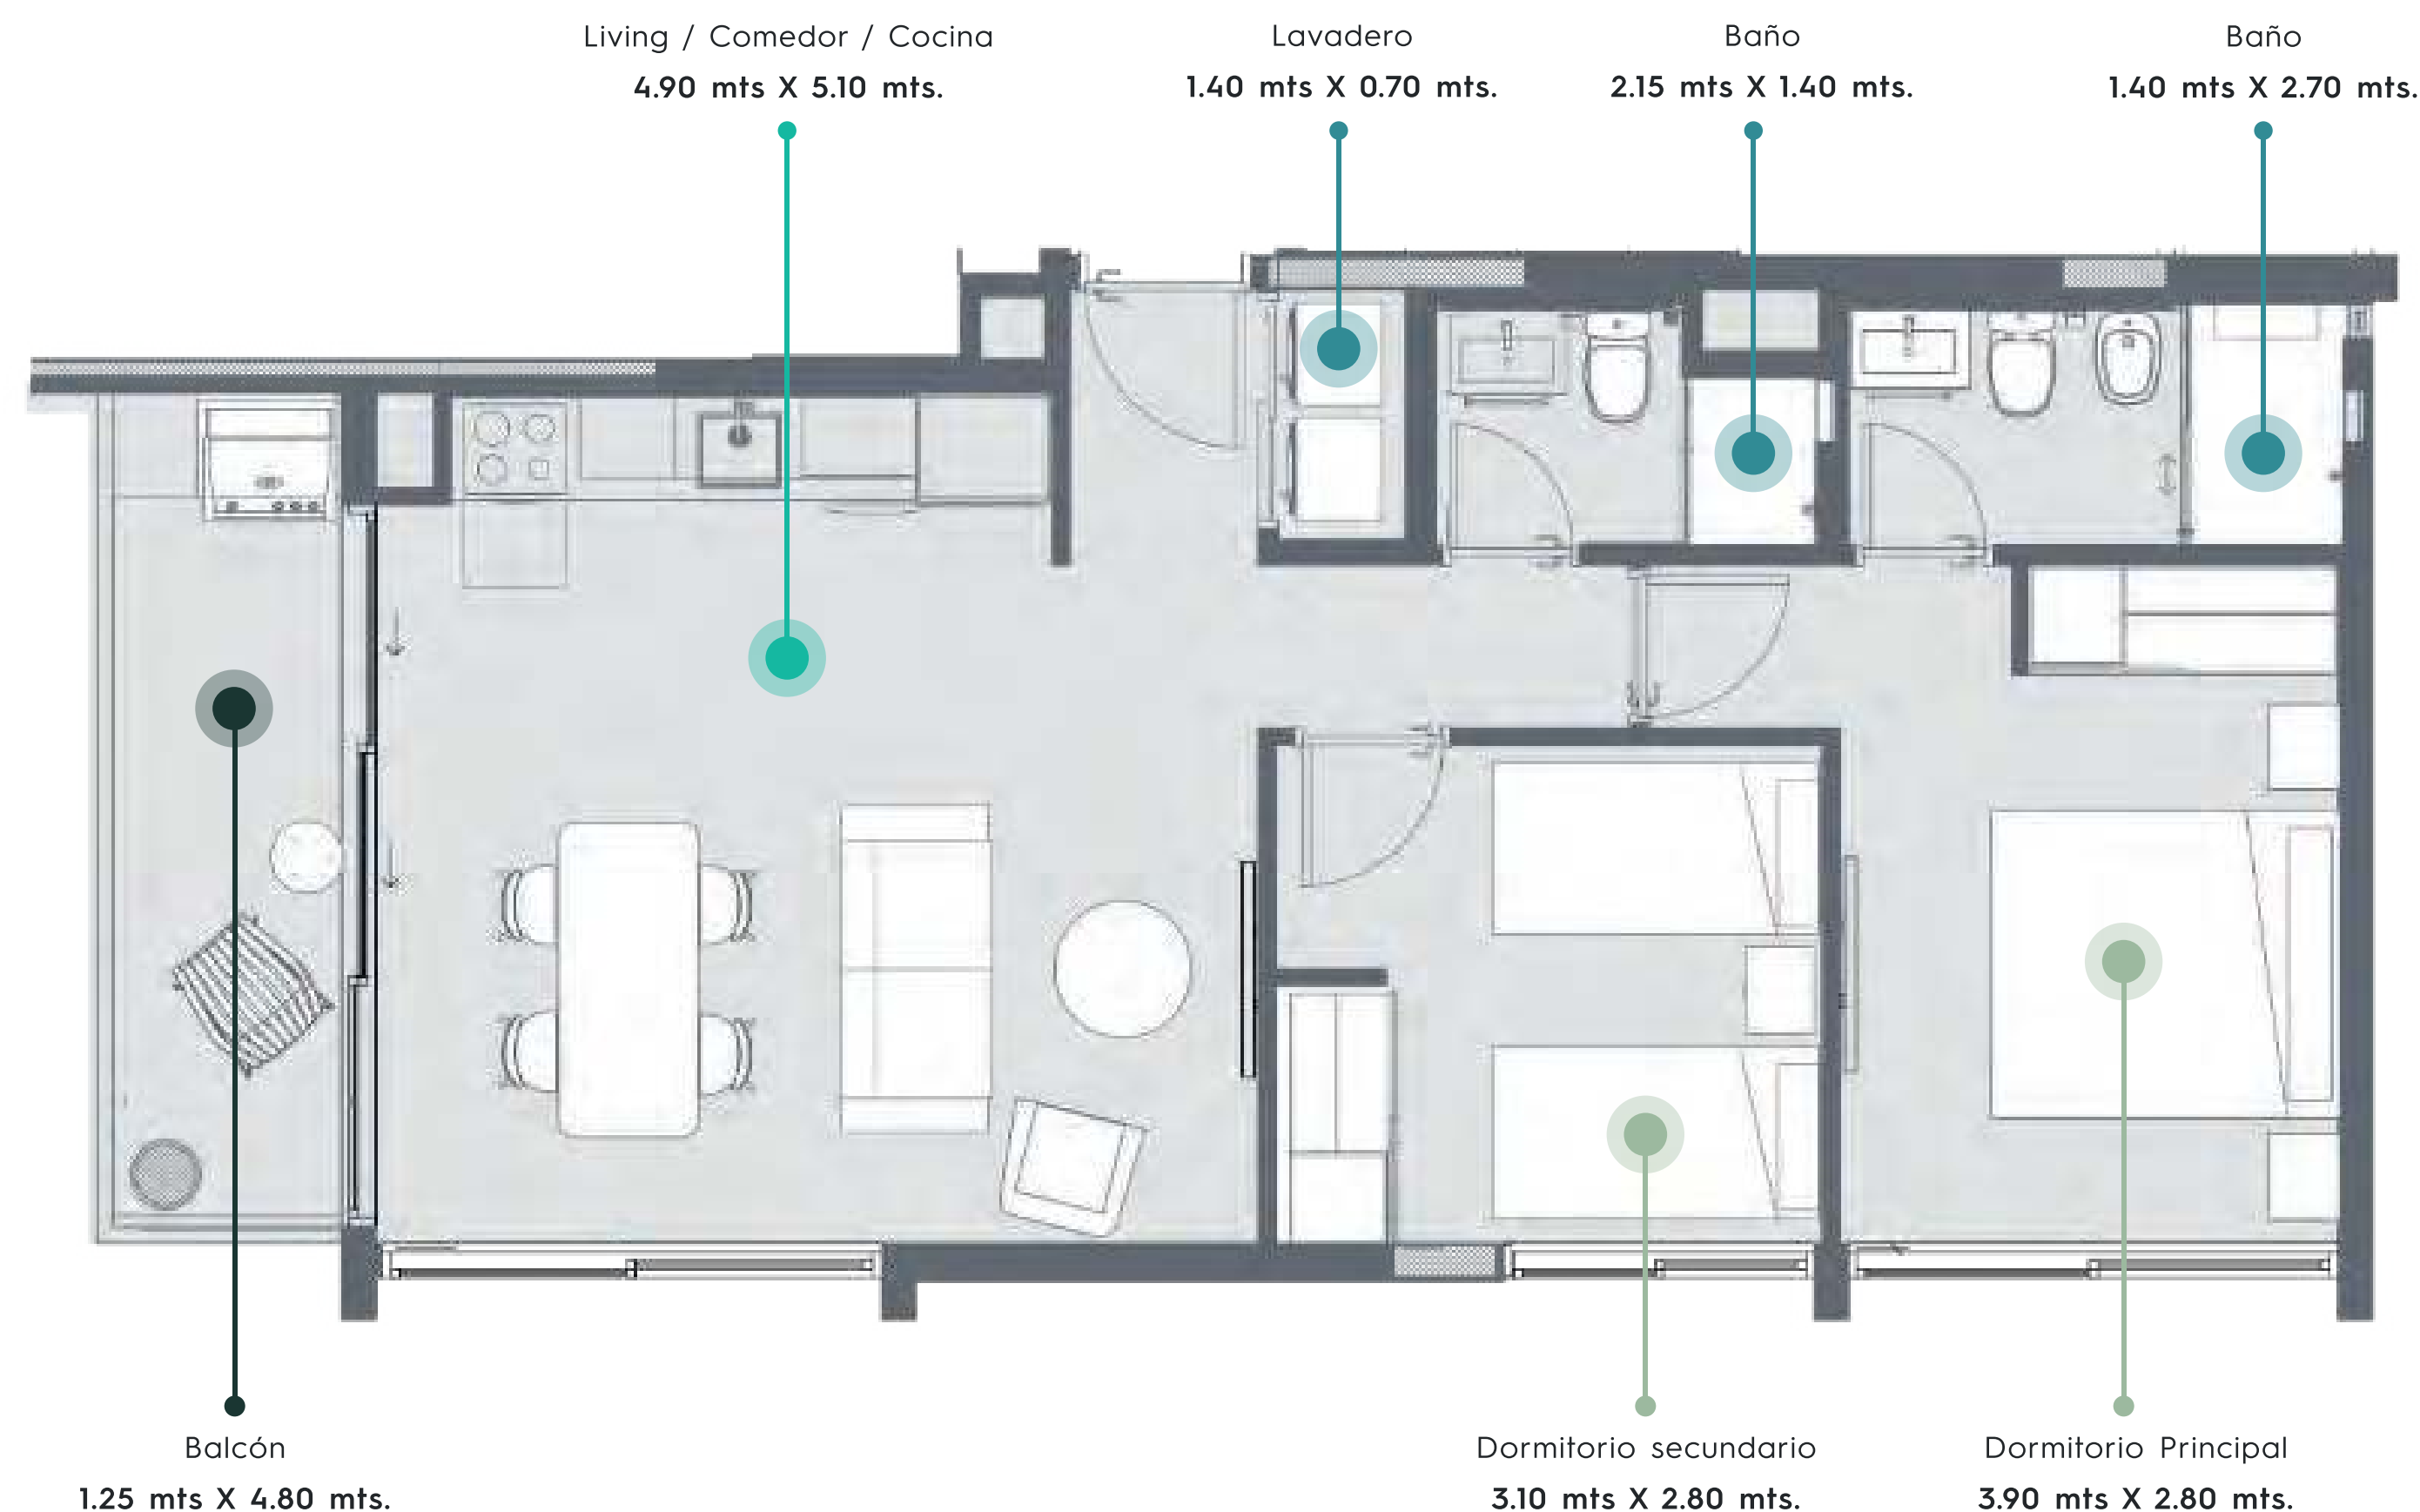 Living / Comedor / Cocina
4.90 mts X 5.10 mts.
Lavadero
1.40 mts X 0.70 mts.
Baño
2.15 mts X 1.40 mts.
Baño
1.40 mts X 2.70 mts.
Balcón
1.25 mts X 4.80 mts.
Dormitorio secundario
3.10 mts X 2.80 mts.
Dormitorio Principal
3.90 mts X 2.80 mts.